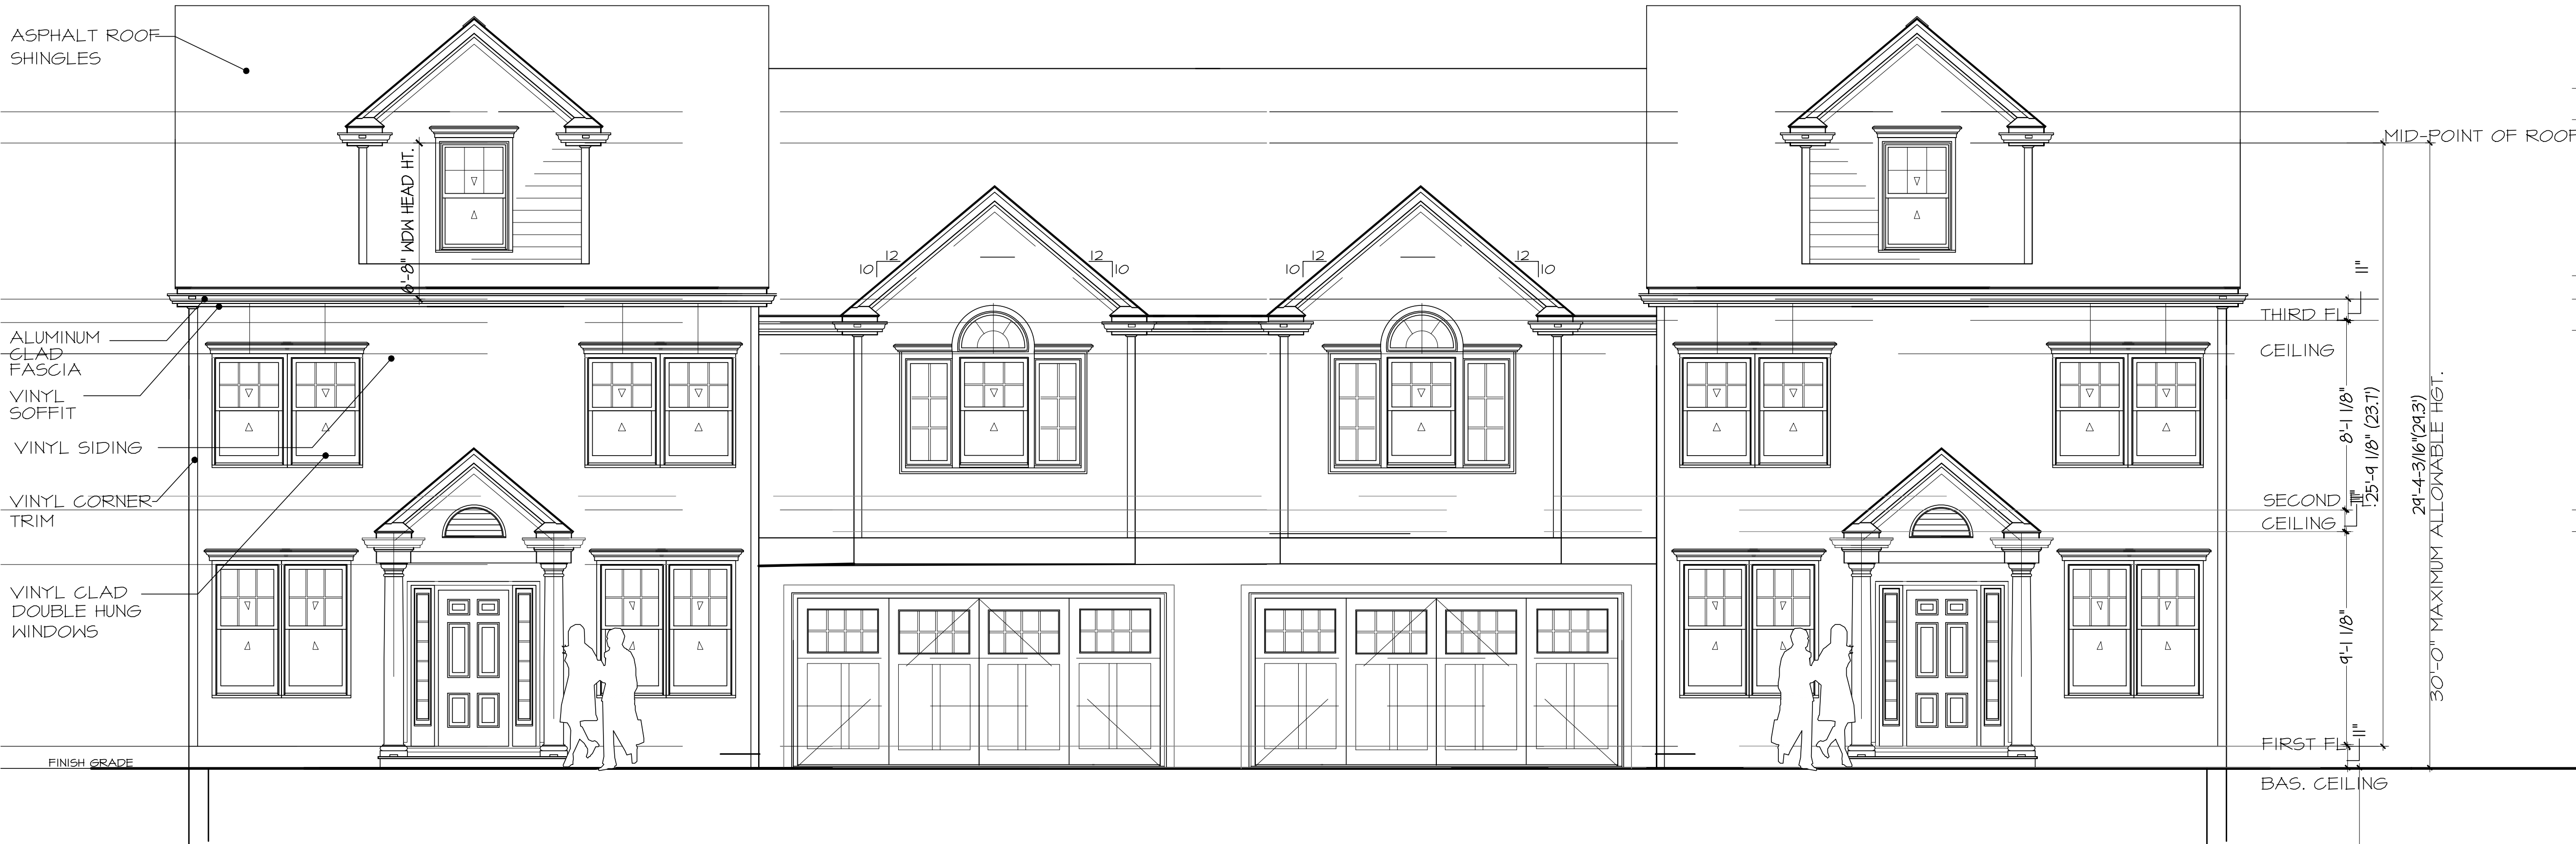 ASPHALT ROOF
SHINGLES
6'-8" WDW HEAD HT.
MID-POINT OF ROOF
12
10
12
10
12
10
12
10
11"
ALUMINUM
CLAD
FASCIA
VINYL
SOFFIT
VINYL SIDING
VINYL CORNER
TRIM
VINYL CLAD
DOUBLE HUNG
WINDOWS
FINISH GRADE
THIRD FL.
CEILING
8'-1 1/8"
25'-9 1/8" (23.7')
29'-4-3/16"(29.3')
30'-0" MAXIMUM ALLOWABLE HGT.
SECOND
CEILING
9'-1 1/8"
FIRST FL.
11"
BAS. CEILING